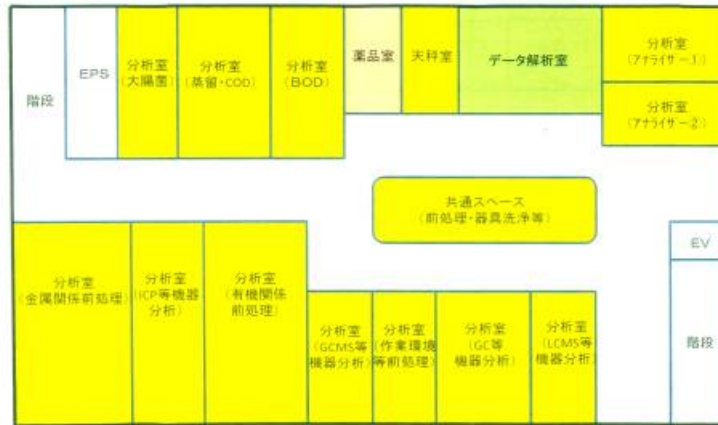 階段
EPS
分析室
(大腸菌)
分析室
(蒸留・COD)
分析室
(BOD)
薬品室
天秤室
データ解析室
分析室
(アナライザー①)
分析室
(アナライザー②)
共通スペース
(前処理・器具洗浄等)
EV
階段
分析室
(金属関係前処理)
分析室
(ICP等機器
分析)
分析室
(有機関係
前処理)
分析室
(GCMS等
機器分析)
分析室
(作業環境
等前処理)
分析室
(GC等
機器分析)
分析室
(LCMS等
機器分析)